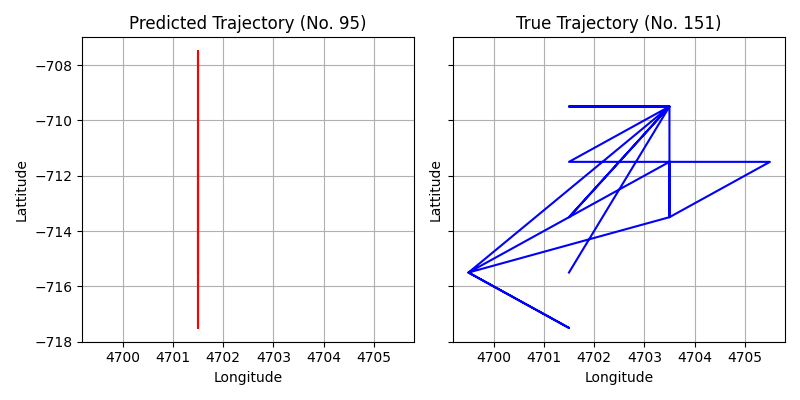 Predicted Trajectory (No. 95)
True Trajectory (No. 151)
Lattitude
−708
−710
−712
−714
−716
−718
4700 4701 4702 4703 4704 4705
Longitude
Lattitude
4700 4701 4702 4703 4704 4705
Longitude